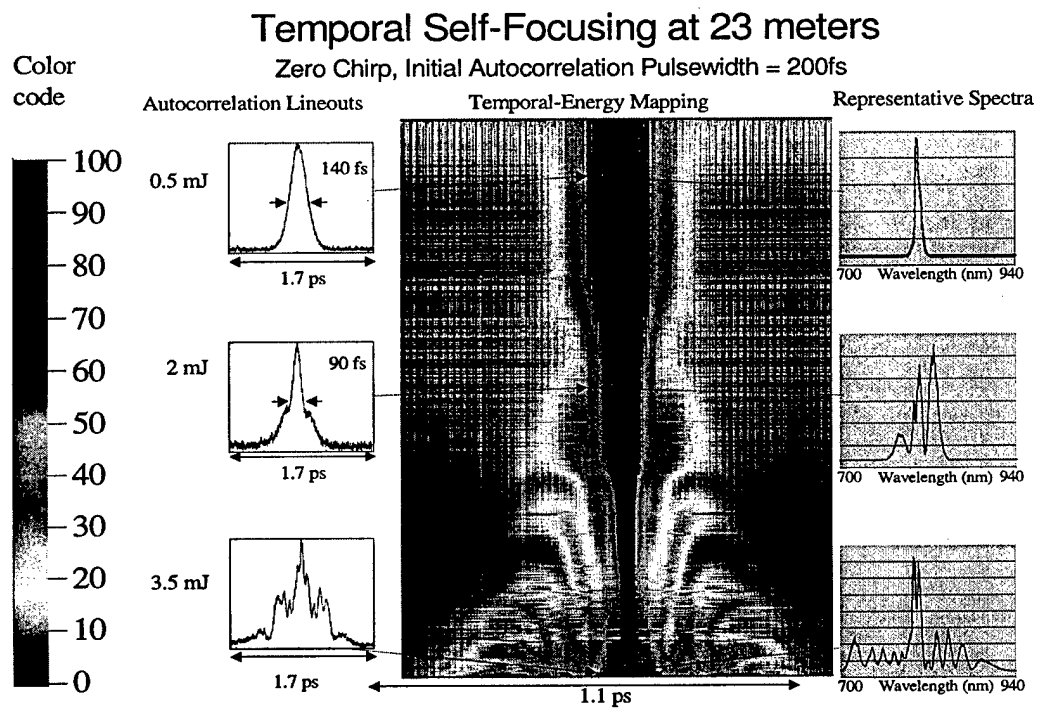 Temporal Self-Focusing at 23 meters
Zero Chirp, Initial Autocorrelation Pulsewidth = 200fs
Color
code
Autocorrelation Lineouts
Temporal-Energy Mapping
Representative Spectra
100
90
80
70
60
50
40
30
20
10
0
0.5 mJ
140 fs
1.7 ps
700 Wavelength (nm) 940
2 mJ
90 fs
1.7 ps
700 Wavelength (nm) 940
3.5 mJ
1.7 ps
1.1 ps
700 Wavelength (nm) 940